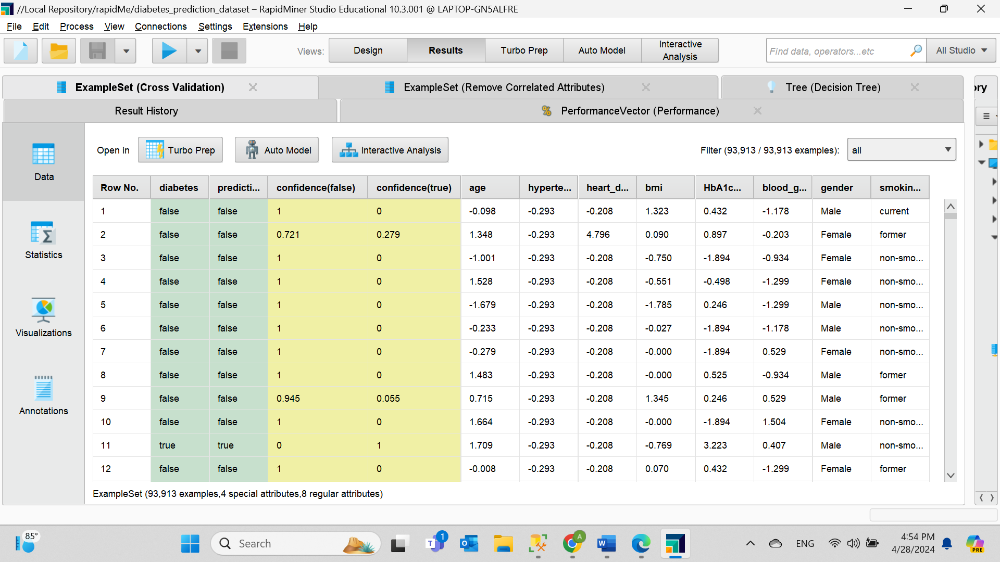 //Local Repository/rapidMe/diabetes_prediction_dataset – RapidMiner Studio Educational 10.3.001 @ LAPTOP-GN5ALFRE
File Edit Process View Connections Settings Extensions Help
Views: Design Results Turbo Prep Auto Model Interactive Analysis Find data, operators...etc All Studio
ExampleSet (Cross Validation) ExampleSet (Remove Correlated Attributes) Tree (Decision Tree) ory
Result History PerformanceVector (Performance)
Open in Turbo Prep Auto Model Interactive Analysis Filter (93,913 / 93,913 examples): all
Data
Statistics
Visualizations
Annotations
Row No. diabetes predicti... confidence(false) confidence(true) age hyperte... heart_d... bmi HbA1c... blood_g... gender smokin...
1 false false 1 0 -0.098 -0.293 -0.208 1.323 0.432 -1.178 Male current
2 false false 0.721 0.279 1.348 -0.293 4.796 0.090 0.897 -0.203 Female former
3 false false 1 0 -1.001 -0.293 -0.208 -0.750 -1.894 -0.934 Female non-smo...
4 false false 1 0 1.528 -0.293 -0.208 -0.551 -0.498 -1.299 Female non-smo...
5 false false 1 0 -1.679 -0.293 -0.208 -1.785 0.246 -1.299 Male non-smo...
6 false false 1 0 -0.233 -0.293 -0.208 -0.027 -1.894 -1.178 Male non-smo...
7 false false 1 0 -0.279 -0.293 -0.208 -0.000 -1.894 0.529 Female non-smo...
8 false false 1 0 1.483 -0.293 -0.208 -0.000 0.525 -0.934 Male former
9 false false 0.945 0.055 0.715 -0.293 -0.208 1.345 0.246 0.529 Male former
10 false false 1 0 1.664 -0.293 -0.208 -0.000 -1.894 1.504 Female non-smo...
11 true true 0 1 1.709 -0.293 -0.208 -0.769 3.223 0.407 Male non-smo...
12 false false 1 0 -0.008 -0.293 -0.208 0.070 0.432 -1.299 Female former
ExampleSet (93,913 examples,4 special attributes,8 regular attributes)
85° Search 1 A ENG 4:54 PM PRE
4/28/2024